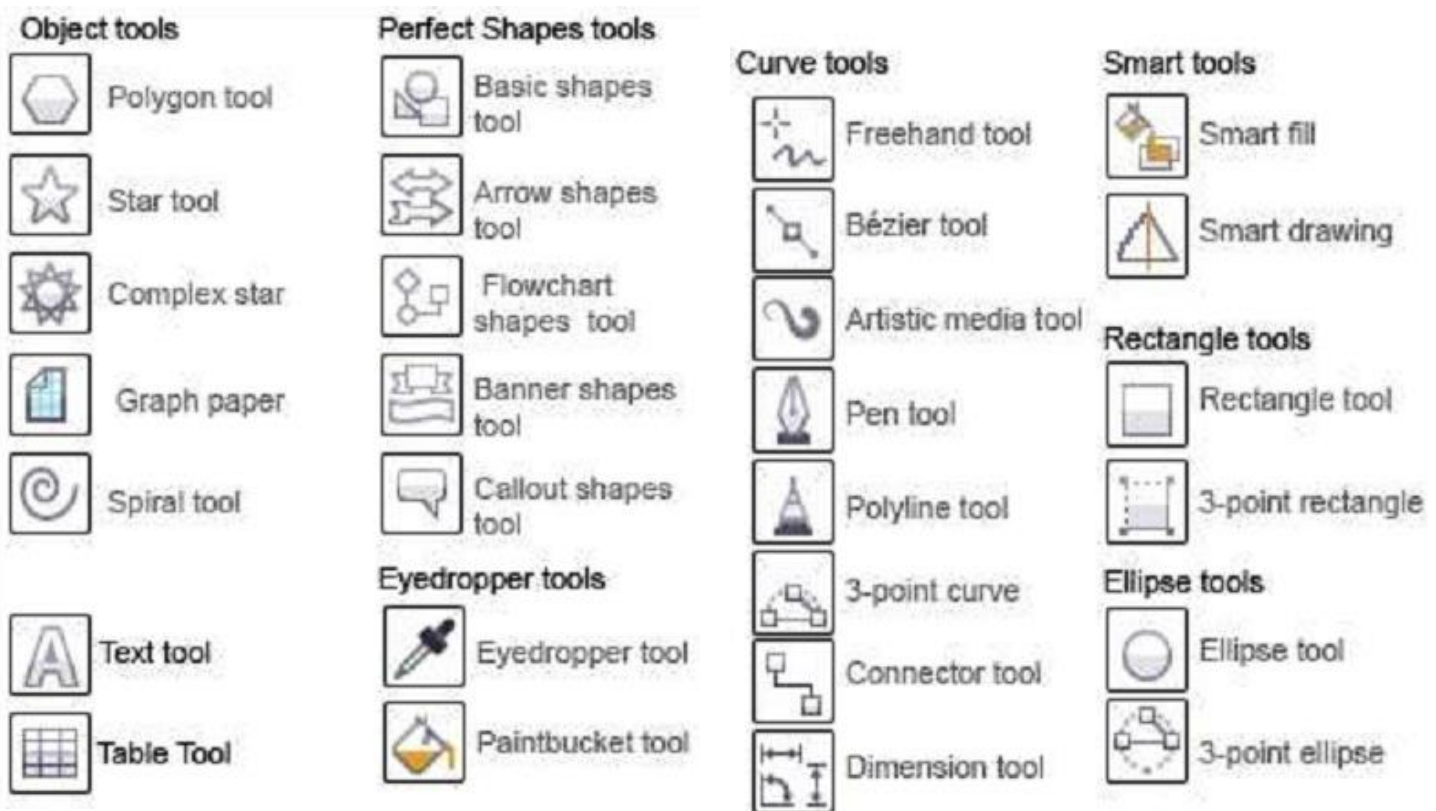 Object tools
Polygon tool
Star tool
Complex star
Graph paper
Spiral tool
Text tool
Table Tool
Perfect Shapes tools
Basic shapes
tool
Arrow shapes
tool
Flowchart
shapes tool
Banner shapes
tool
Callout shapes
tool
Eyedropper tools
Eyedropper tool
Paintbucket tool
Curve tools
Freehand tool
Bézier tool
Artistic media tool
Pen tool
Polyline tool
3-point curve
Connector tool
Dimension tool
Smart tools
Smart fill
Smart drawing
Rectangle tools
Rectangle tool
3-point rectangle
Ellipse tools
Ellipse tool
3-point ellipse